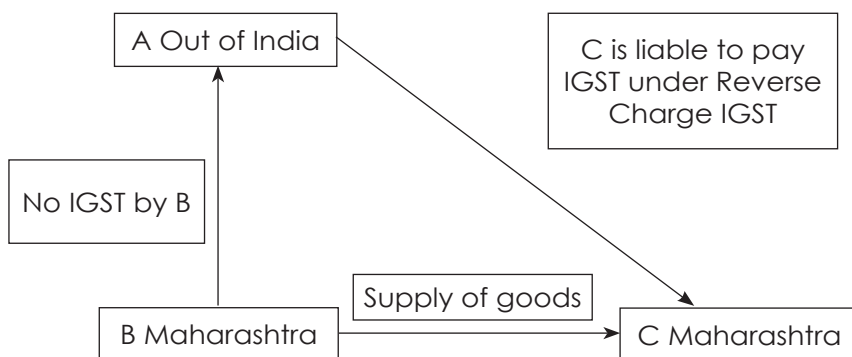 A Out of India
C is liable to pay
IGST under Reverse
Charge IGST
No IGST by B
Supply of goods
B Maharashtra
C Maharashtra